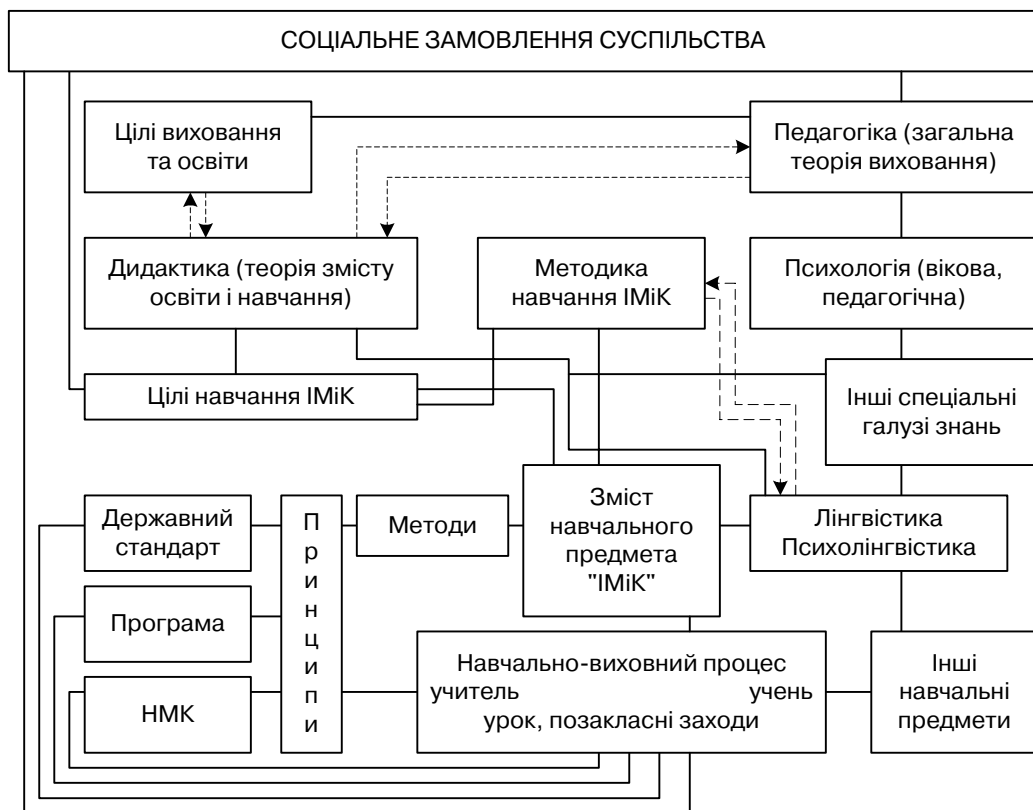 СОЦІАЛЬНЕ ЗАМОВЛЕННЯ СУСПІЛЬСТВА
Цілі виховання
та освіти
Педагогіка (загальна
теорія виховання)
Дидактика (теорія змісту
освіти і навчання)
Методика
навчання ІМіК
Психологія (вікова,
педагогічна)
Цілі навчання ІМіК
Інші спеціальні
галузі знань
Державний
стандарт
П
р
и
н
ц
и
п
и
Методи
Зміст
навчального
предмета
"ІМіК"
Лінгвістика
Психолінгвістика
Програма
НМК
Навчально-виховний процес
учитель учень
урок, позакласні заходи
Інші
навчальні
предмети